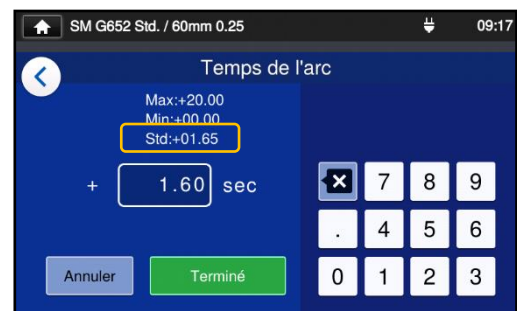 SM G652 Std. / 60mm 0.25
09:17
Temps de l'arc
Max:+20.00
Min:+00.00
Std:+01.65
+ 1.60 sec
7 8 9
. 4 5 6
0 1 2 3
Annuler
Terminé